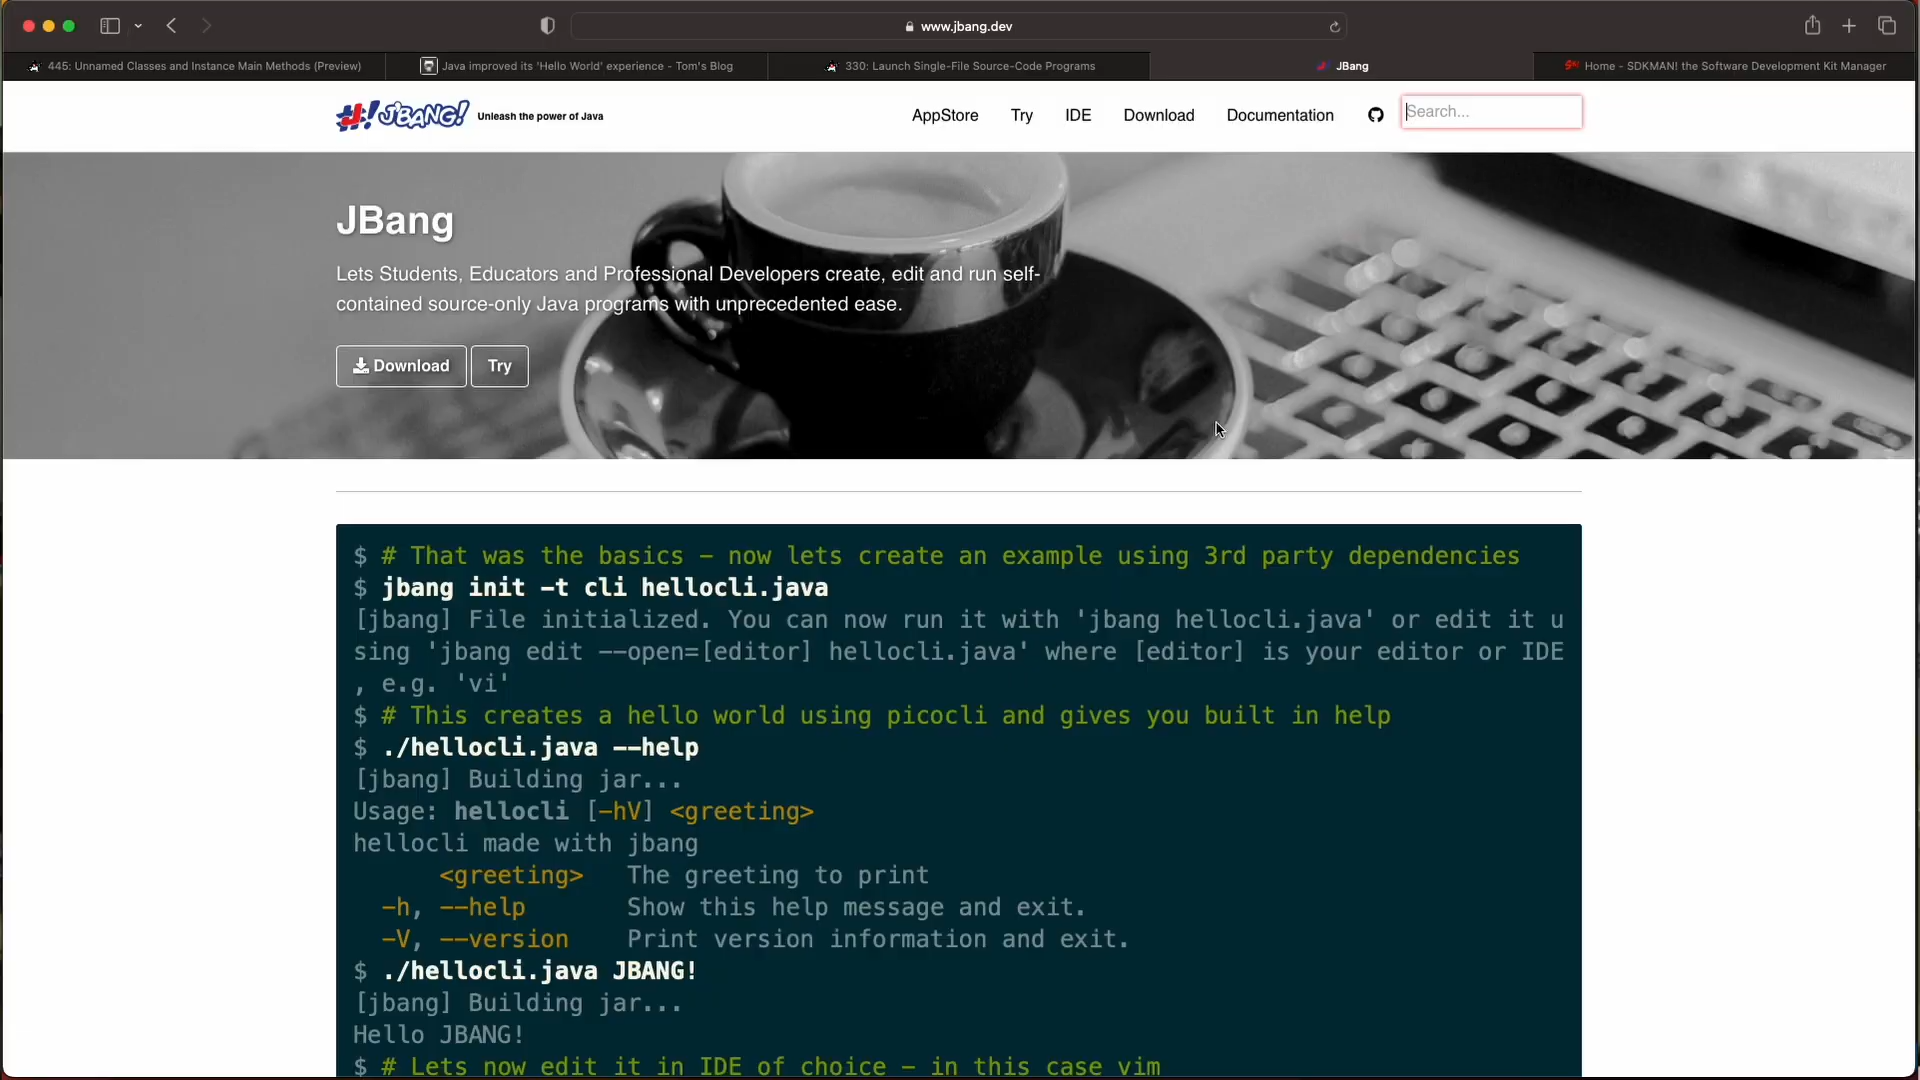 www.jbang.dev
445: Unnamed Classes and Instance Main Methods (Preview)
Java improved its 'Hello World' experience - Tom's Blog
330: Launch Single-File Source-Code Programs
JBang
Home - SDKMAN! the Software Development Kit Manager
#!J'BANG!
Unleash the power of Java
AppStore
Try
IDE
Download
Documentation
Search...
JBang
Lets Students, Educators and Professional Developers create, edit and run self-
contained source-only Java programs with unprecedented ease.
Download
Try
$ # That was the basics – now lets create an example using 3rd party dependencies
$ jbang init -t cli hellocli.java
[jbang] File initialized. You can now run it with 'jbang hellocli.java' or edit it u
sing 'jbang edit --open=[editor] hellocli.java' where [editor] is your editor or IDE
, e.g. 'vi'
$ # This creates a hello world using picocli and gives you built in help
$ ./hellocli.java --help
[jbang] Building jar...
Usage: hellocli [-hV] <greeting>
hellocli made with jbang
<greeting> The greeting to print
-h, --help Show this help message and exit.
-V, --version Print version information and exit.
$ ./hellocli.java JBANG!
[jbang] Building jar...
Hello JBANG!
$ # Lets now edit it in IDE of choice – in this case vim